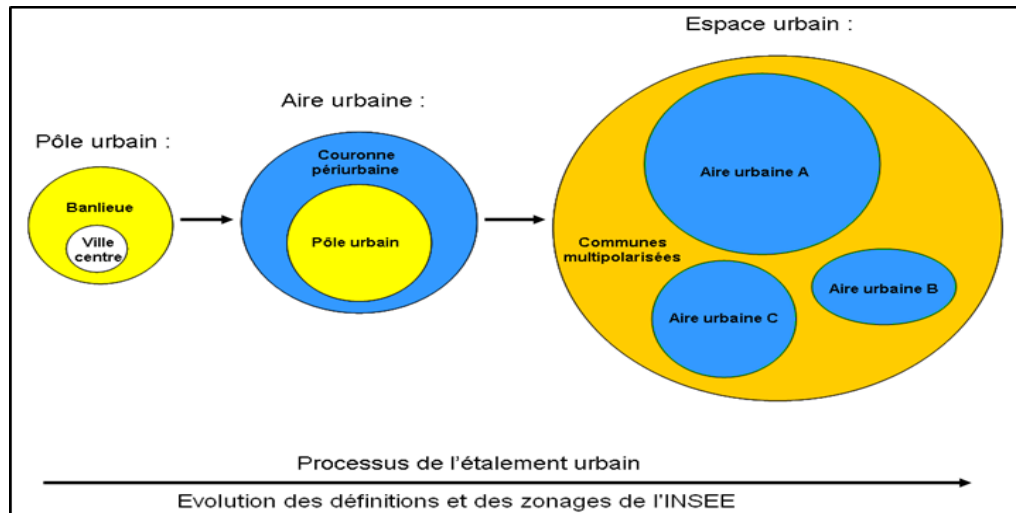 Pôle urbain :
Banlieue
Ville
centre
Aire urbaine :
Couronne
périurbaine
Pôle urbain
Espace urbain :
Aire urbaine A
Communes
multipolarisées
Aire urbaine B
Aire urbaine C
Processus de l'étalement urbain
Evolution des définitions et des zonages de l'INSEE